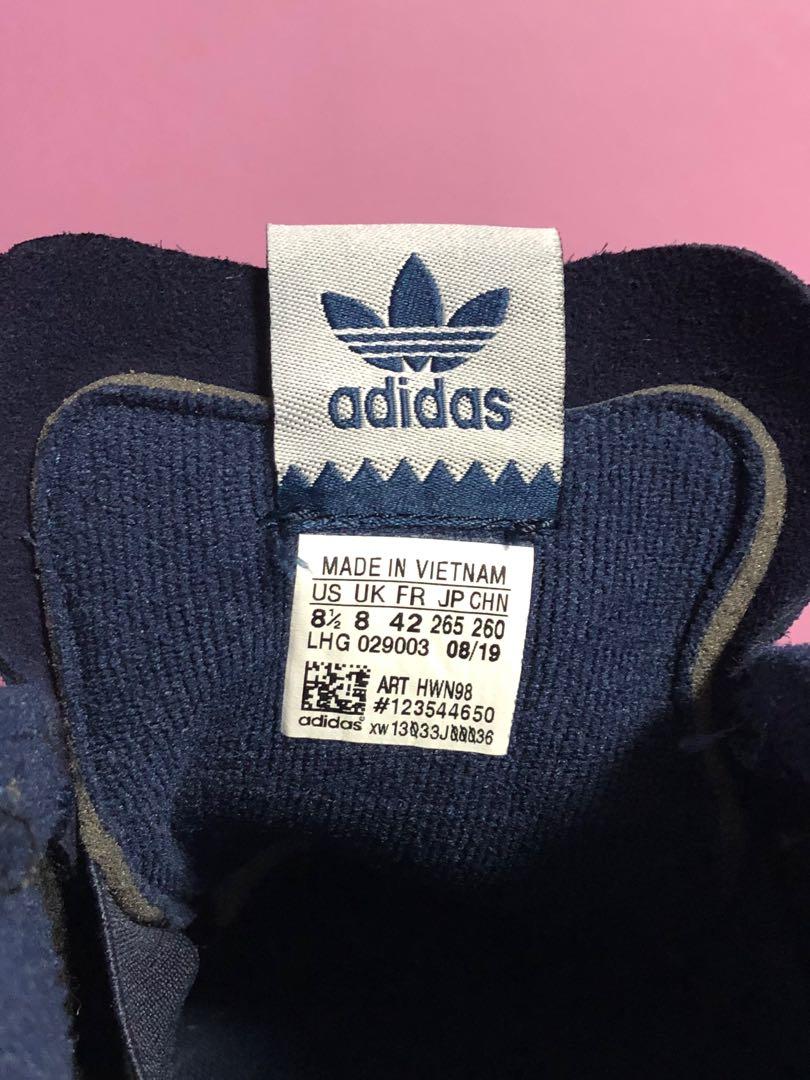 adidas
MADE IN VIETNAM
US UK FR JP CHN
8½ 8 42 265 260
LHG 029003 08/19
ART HWN98
#123544650
adidas